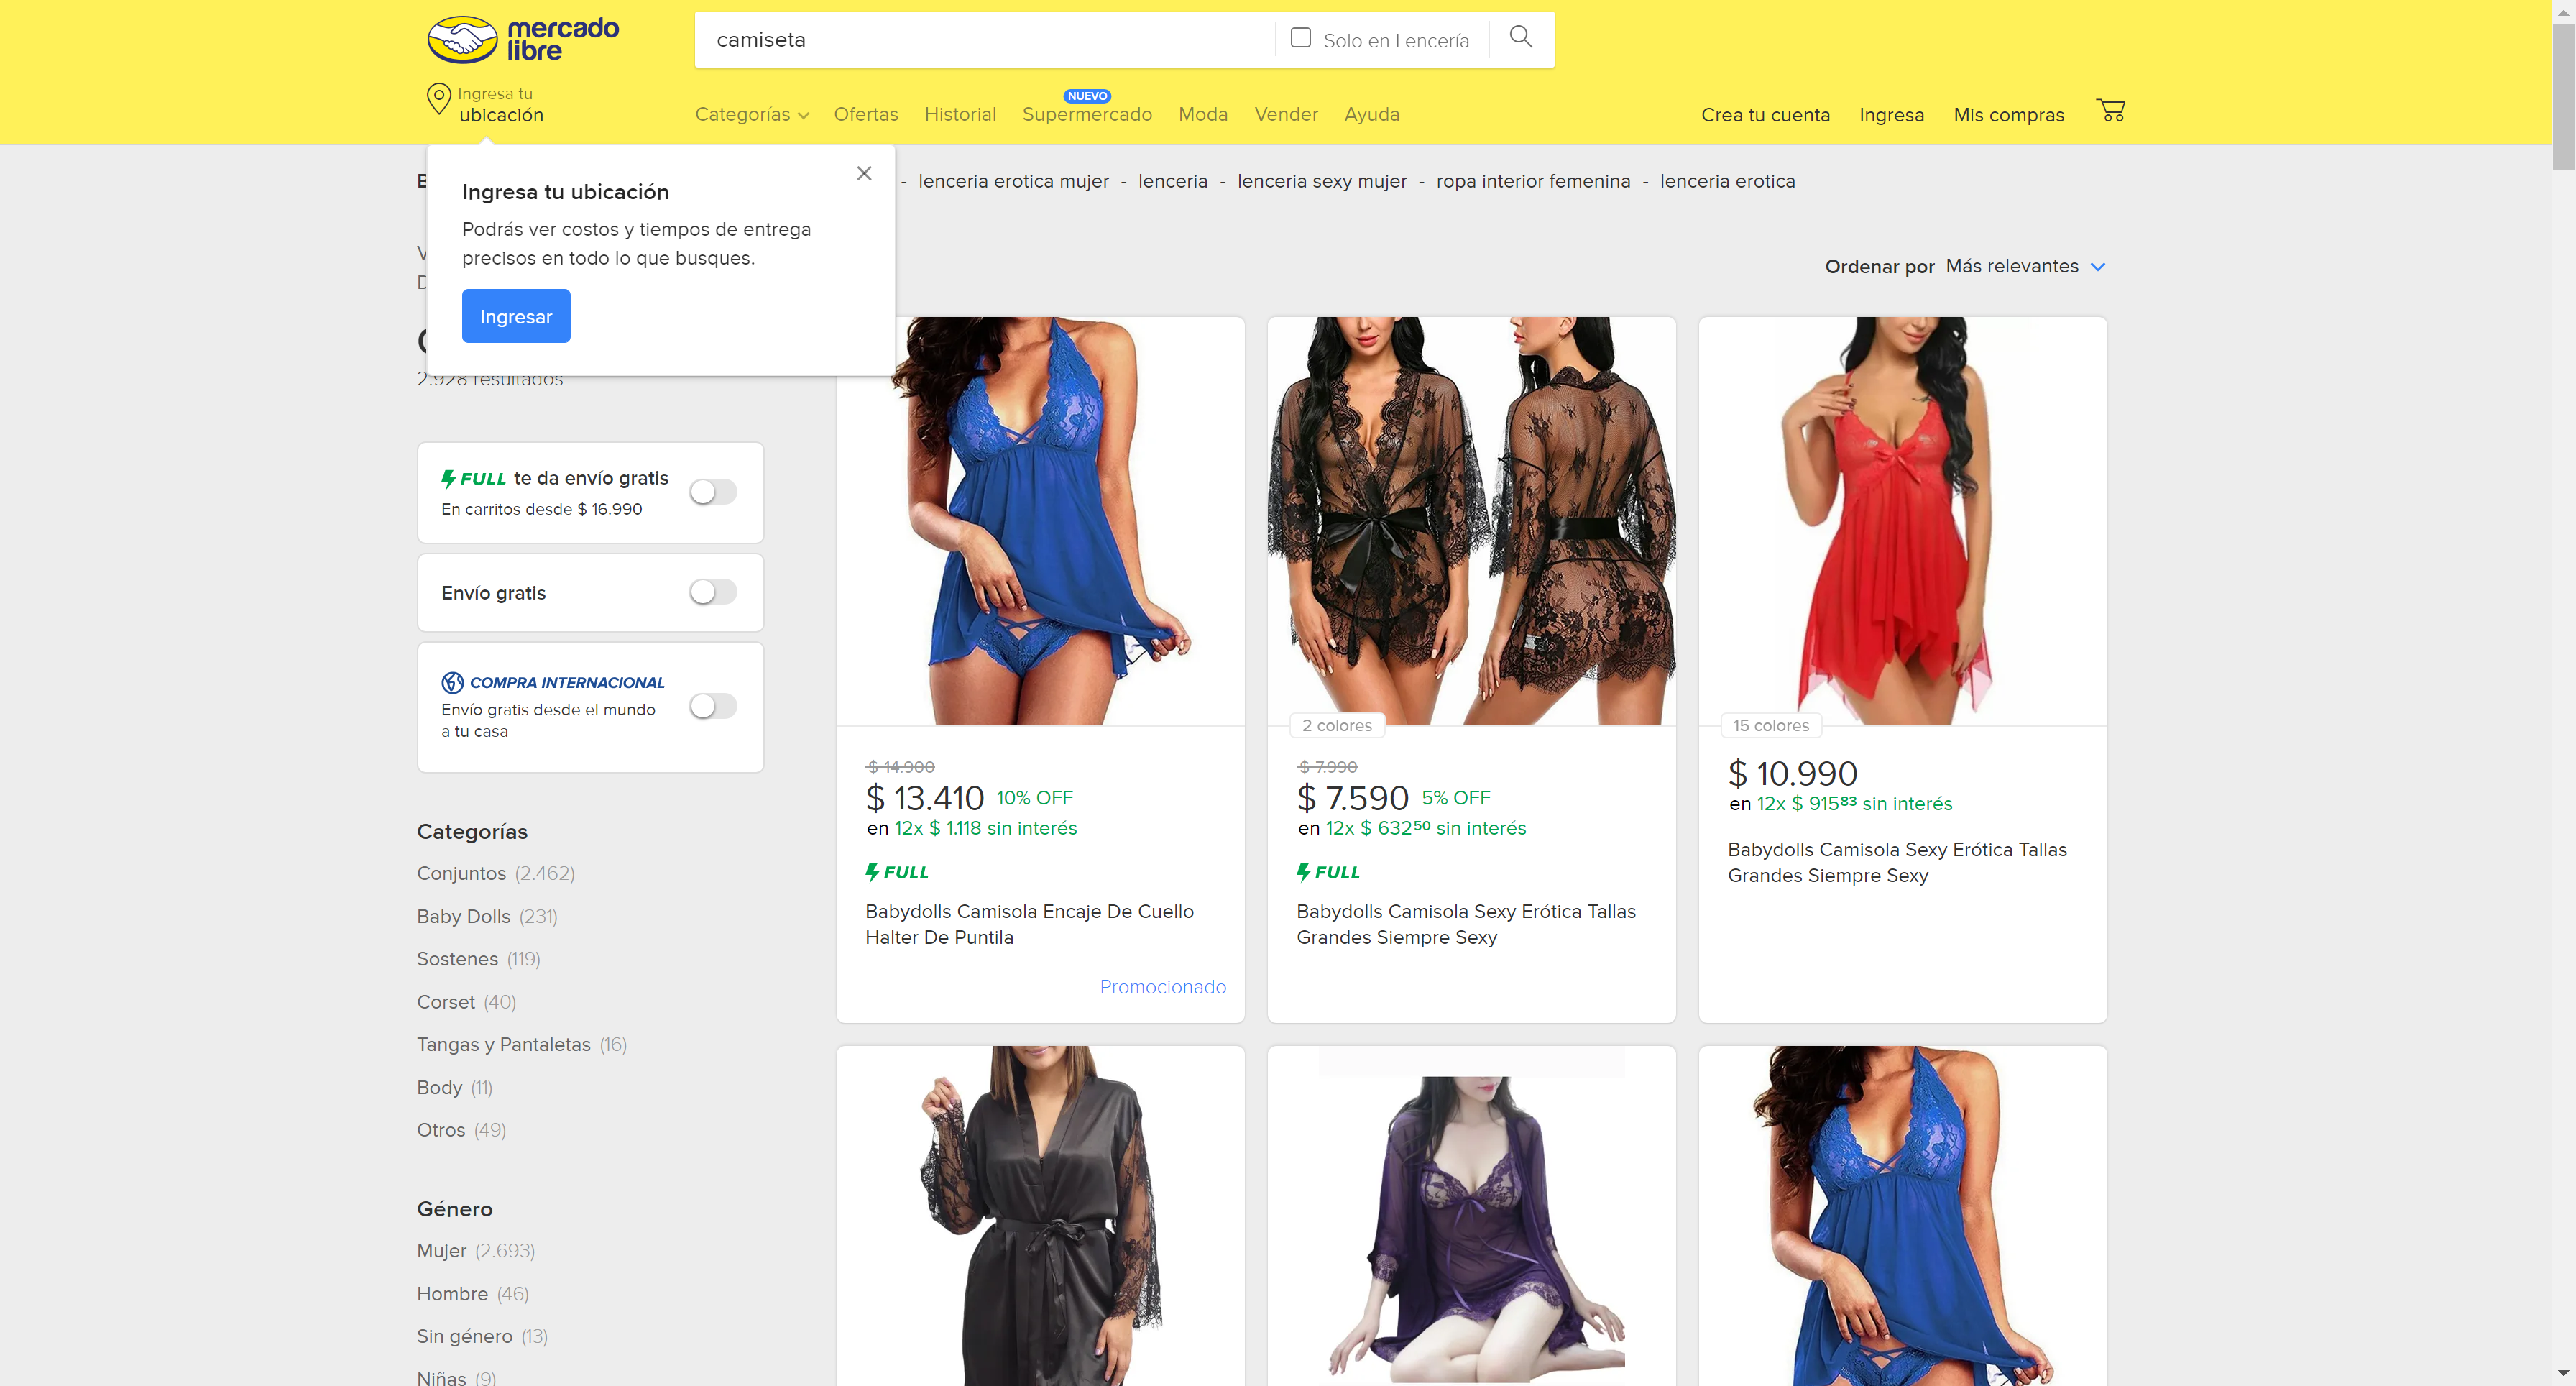 mercado
libre
camiseta
Solo en Lencería
Ingresa tu
ubicación
Categorías
Ofertas
Historial
NUEVO
Supermercado
Moda
Vender
Ayuda
Crea tu cuenta
Ingresa
Mis compras
- lenceria erotica mujer - lenceria - lenceria sexy mujer - ropa interior femenina - lenceria erotica
Ingresa tu ubicación
Podrás ver costos y tiempos de entrega
precisos en todo lo que busques.
Ingresar
Ordenar por Más relevantes
2.928 resultados
FULL te da envío gratis
En carritos desde $ 16.990
Envío gratis
COMPRA INTERNACIONAL
Envío gratis desde el mundo
a tu casa
Categorías
Conjuntos (2.462)
Baby Dolls (231)
Sostenes (119)
Corset (40)
Tangas y Pantaletas (16)
Body (11)
Otros (49)
Género
Mujer (2.693)
Hombre (46)
Sin género (13)
Niñas (9)
$ 14.900
$ 13.410 10% OFF
en 12x $ 1.118 sin interés
FULL
Babydolls Camisola Encaje De Cuello
Halter De Puntila
Promocionado
2 colores
$ 7.990
$ 7.590 5% OFF
en 12x $ 632⁵⁰ sin interés
FULL
Babydolls Camisola Sexy Erótica Tallas
Grandes Siempre Sexy
15 colores
$ 10.990
en 12x $ 915⁸³ sin interés
Babydolls Camisola Sexy Erótica Tallas
Grandes Siempre Sexy